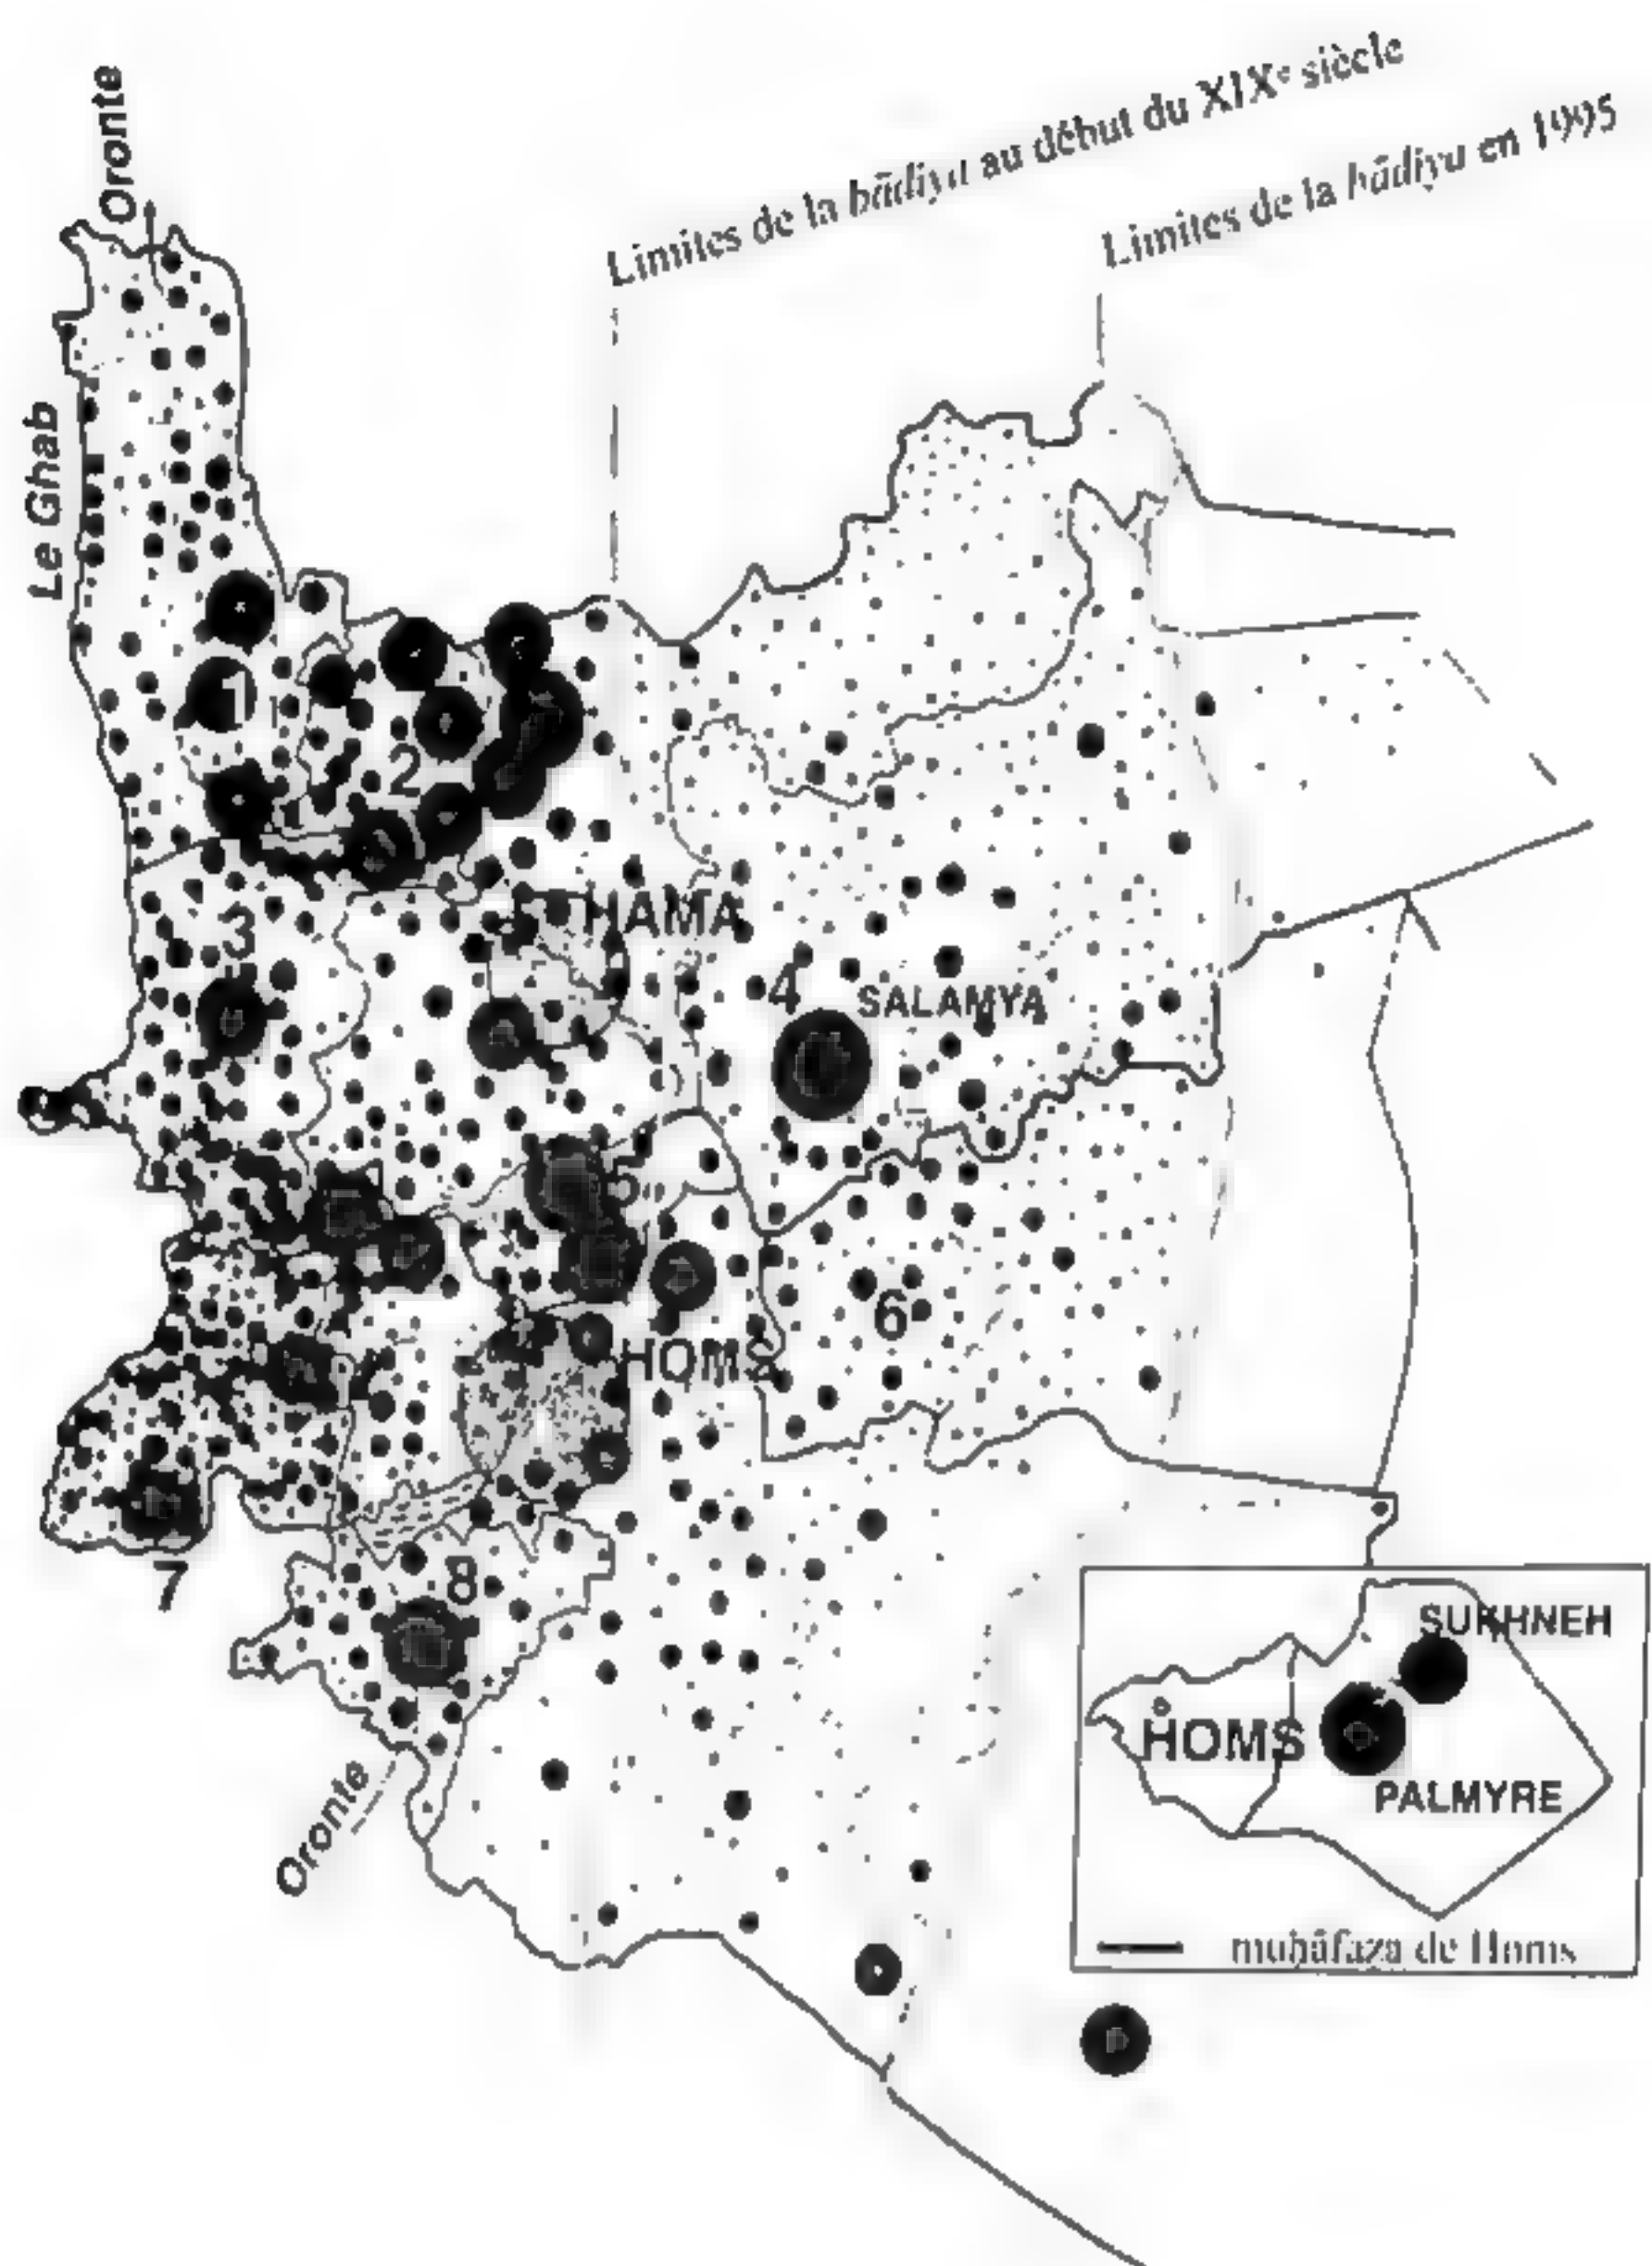 Oronte
Limites de la bādiya au début du XIXe siècle
Limites de la bādiya en 1995
Le Ghab
1
2
HAMA
3
4
SALAMYA
5
6
HOMS
7
8
Oronte
SUKHNEH
HOMS
PALMYRE
muḥāfaza de Homs